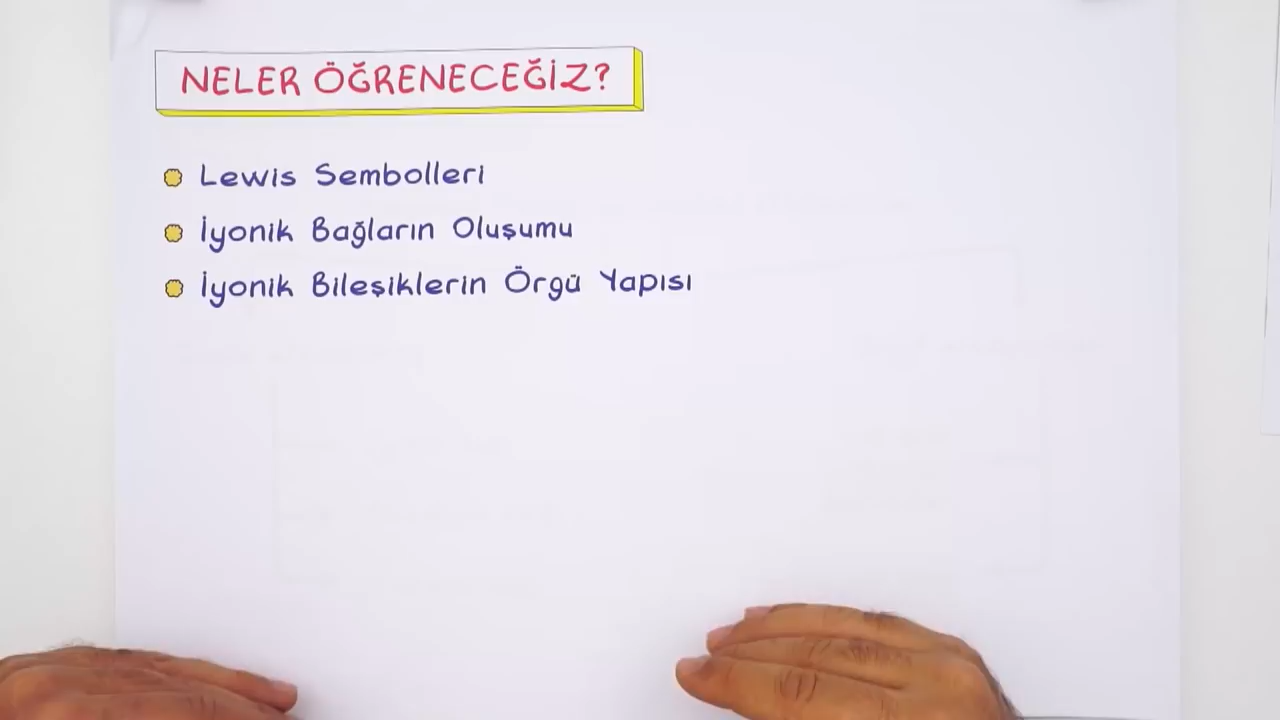 NELER ÖĞRENECEĞİZ?
Lewis Sembolleri
İyonik Bağların Oluşumu
İyonik Bileşiklerin Örgü Yapısı